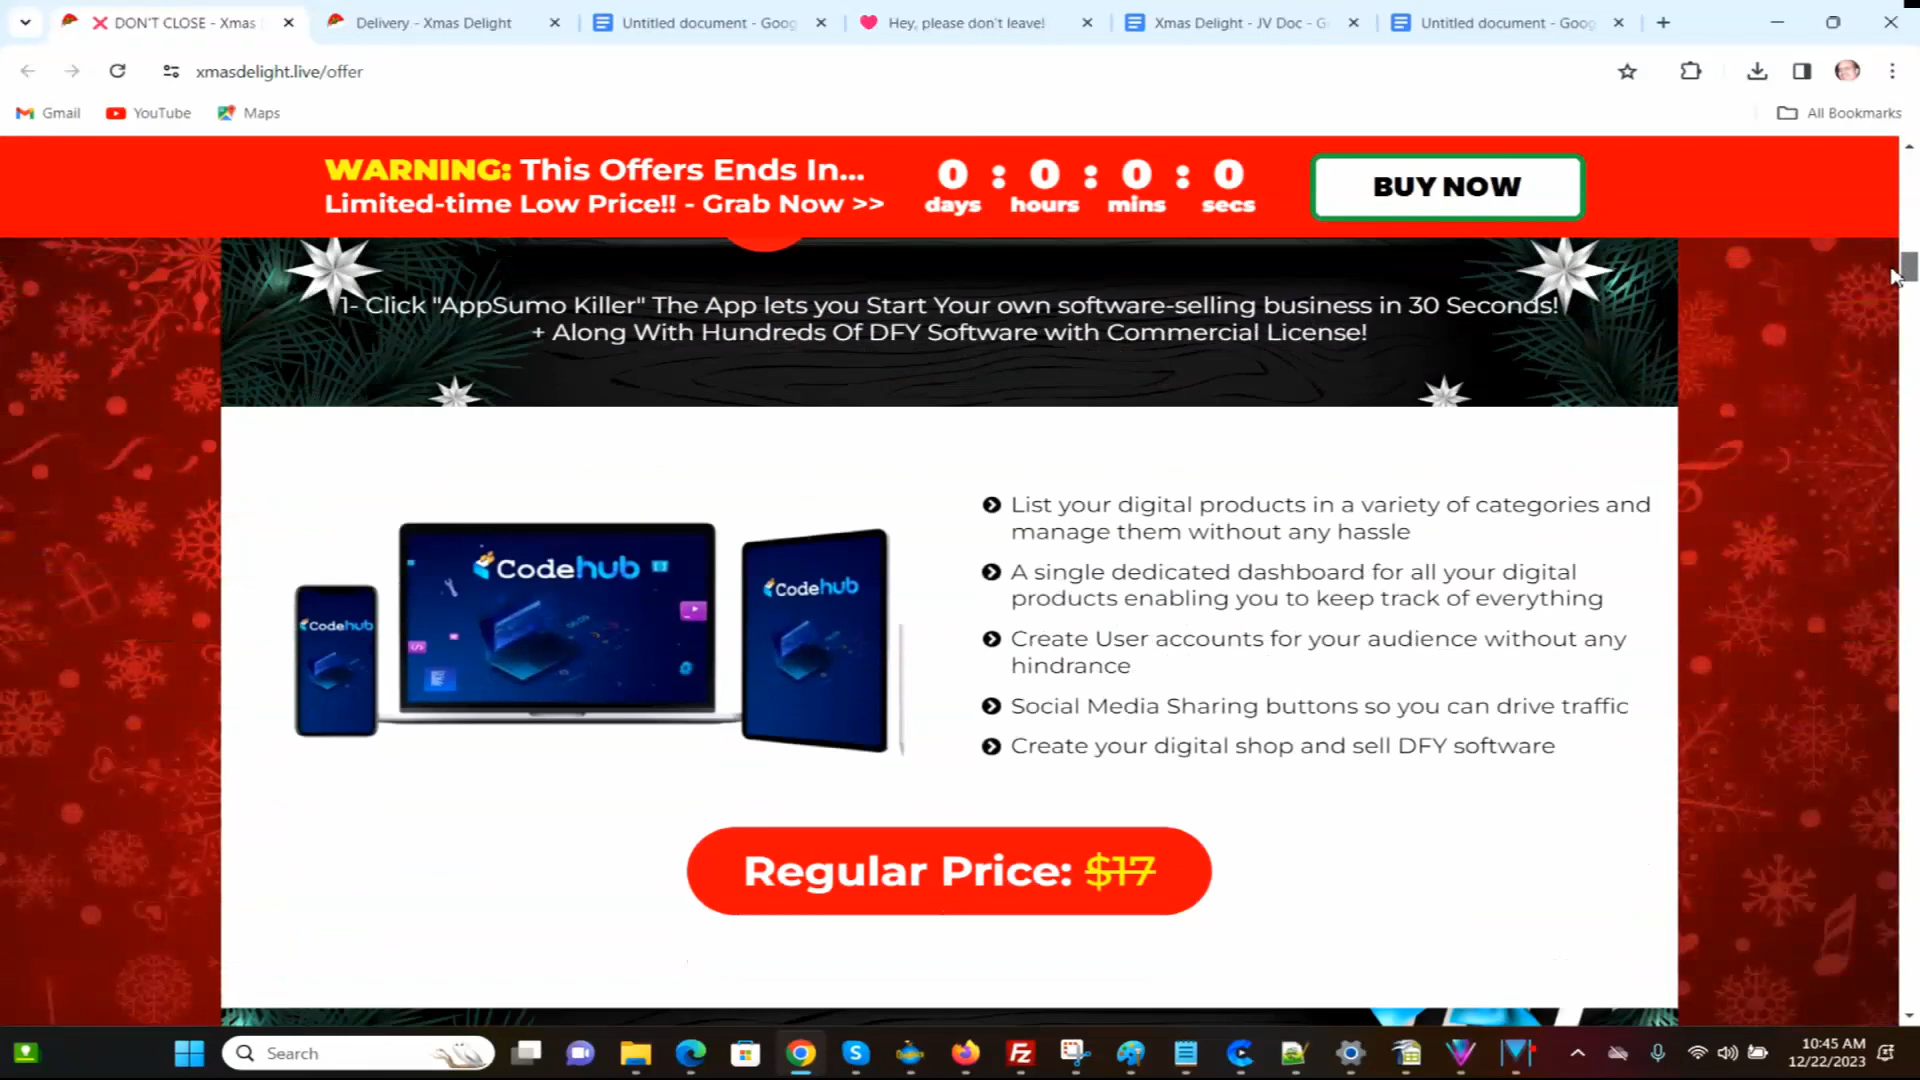 DON'T CLOSE - Xmas
Delivery - Xmas Delight
Untitled document - Goog
Hey, please don't leave!
Xmas Delight - JV Doc - G
Untitled document - Goog
xmasdelight.live/offer
Gmail
YouTube
Maps
All Bookmarks
WARNING: This Offers Ends In...
Limited-time Low Price!! - Grab Now >>
0 : 0 : 0 : 0
days hours mins secs
BUY NOW
1- Click "AppSumo Killer" The App lets you Start Your own software-selling business in 30 Seconds!
+ Along With Hundreds Of DFY Software with Commercial License!
Codehub
Codehub
Codehub
List your digital products in a variety of categories and
manage them without any hassle
A single dedicated dashboard for all your digital
products enabling you to keep track of everything
Create User accounts for your audience without any
hindrance
Social Media Sharing buttons so you can drive traffic
Create your digital shop and sell DFY software
Regular Price: $17
Search
10:45 AM
12/22/2023